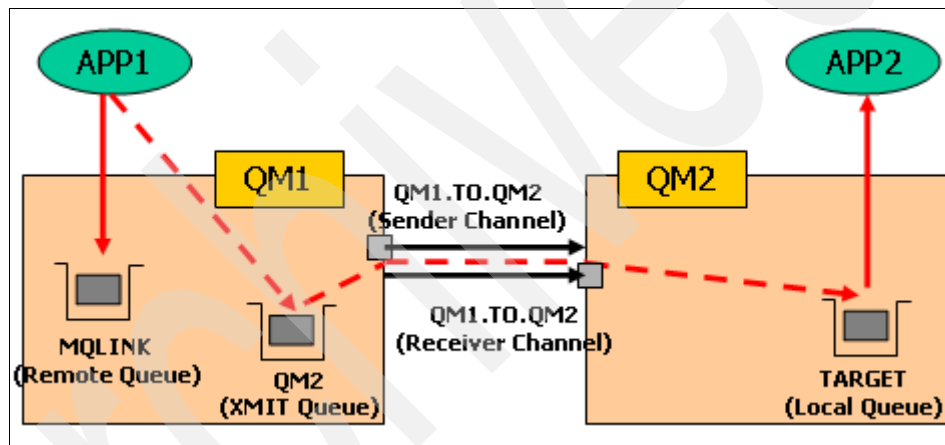 APP1
APP2
QM1
QM2
QM1.TO.QM2
(Sender Channel)
QM1.TO.QM2
(Receiver Channel)
MQLINK
(Remote Queue)
QM2
(XMIT Queue)
TARGET
(Local Queue)